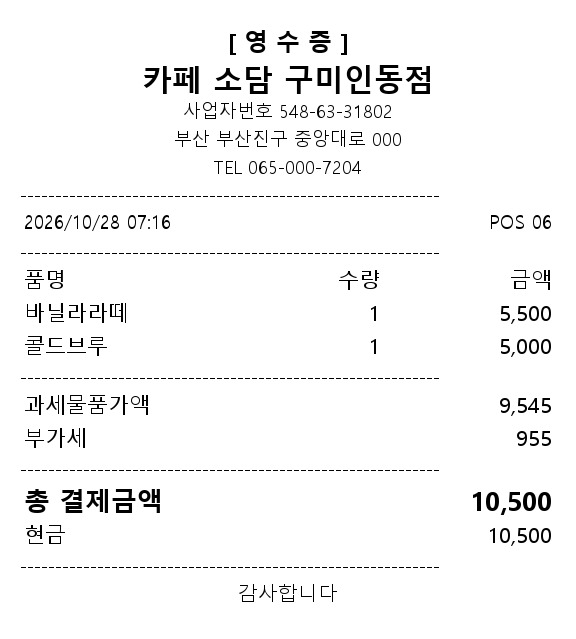 [ 영 수 증 ]
카페 소담 구미인동점
사업자번호 548-63-31802
부산 부산진구 중앙대로 000
TEL 065-000-7204
2026/10/28 07:16 POS 06
품명 수량 금액
바닐라라떼 1 5,500
콜드브루 1 5,000
과세물품가액 9,545
부가세 955
총 결제금액 10,500
현금 10,500
감사합니다